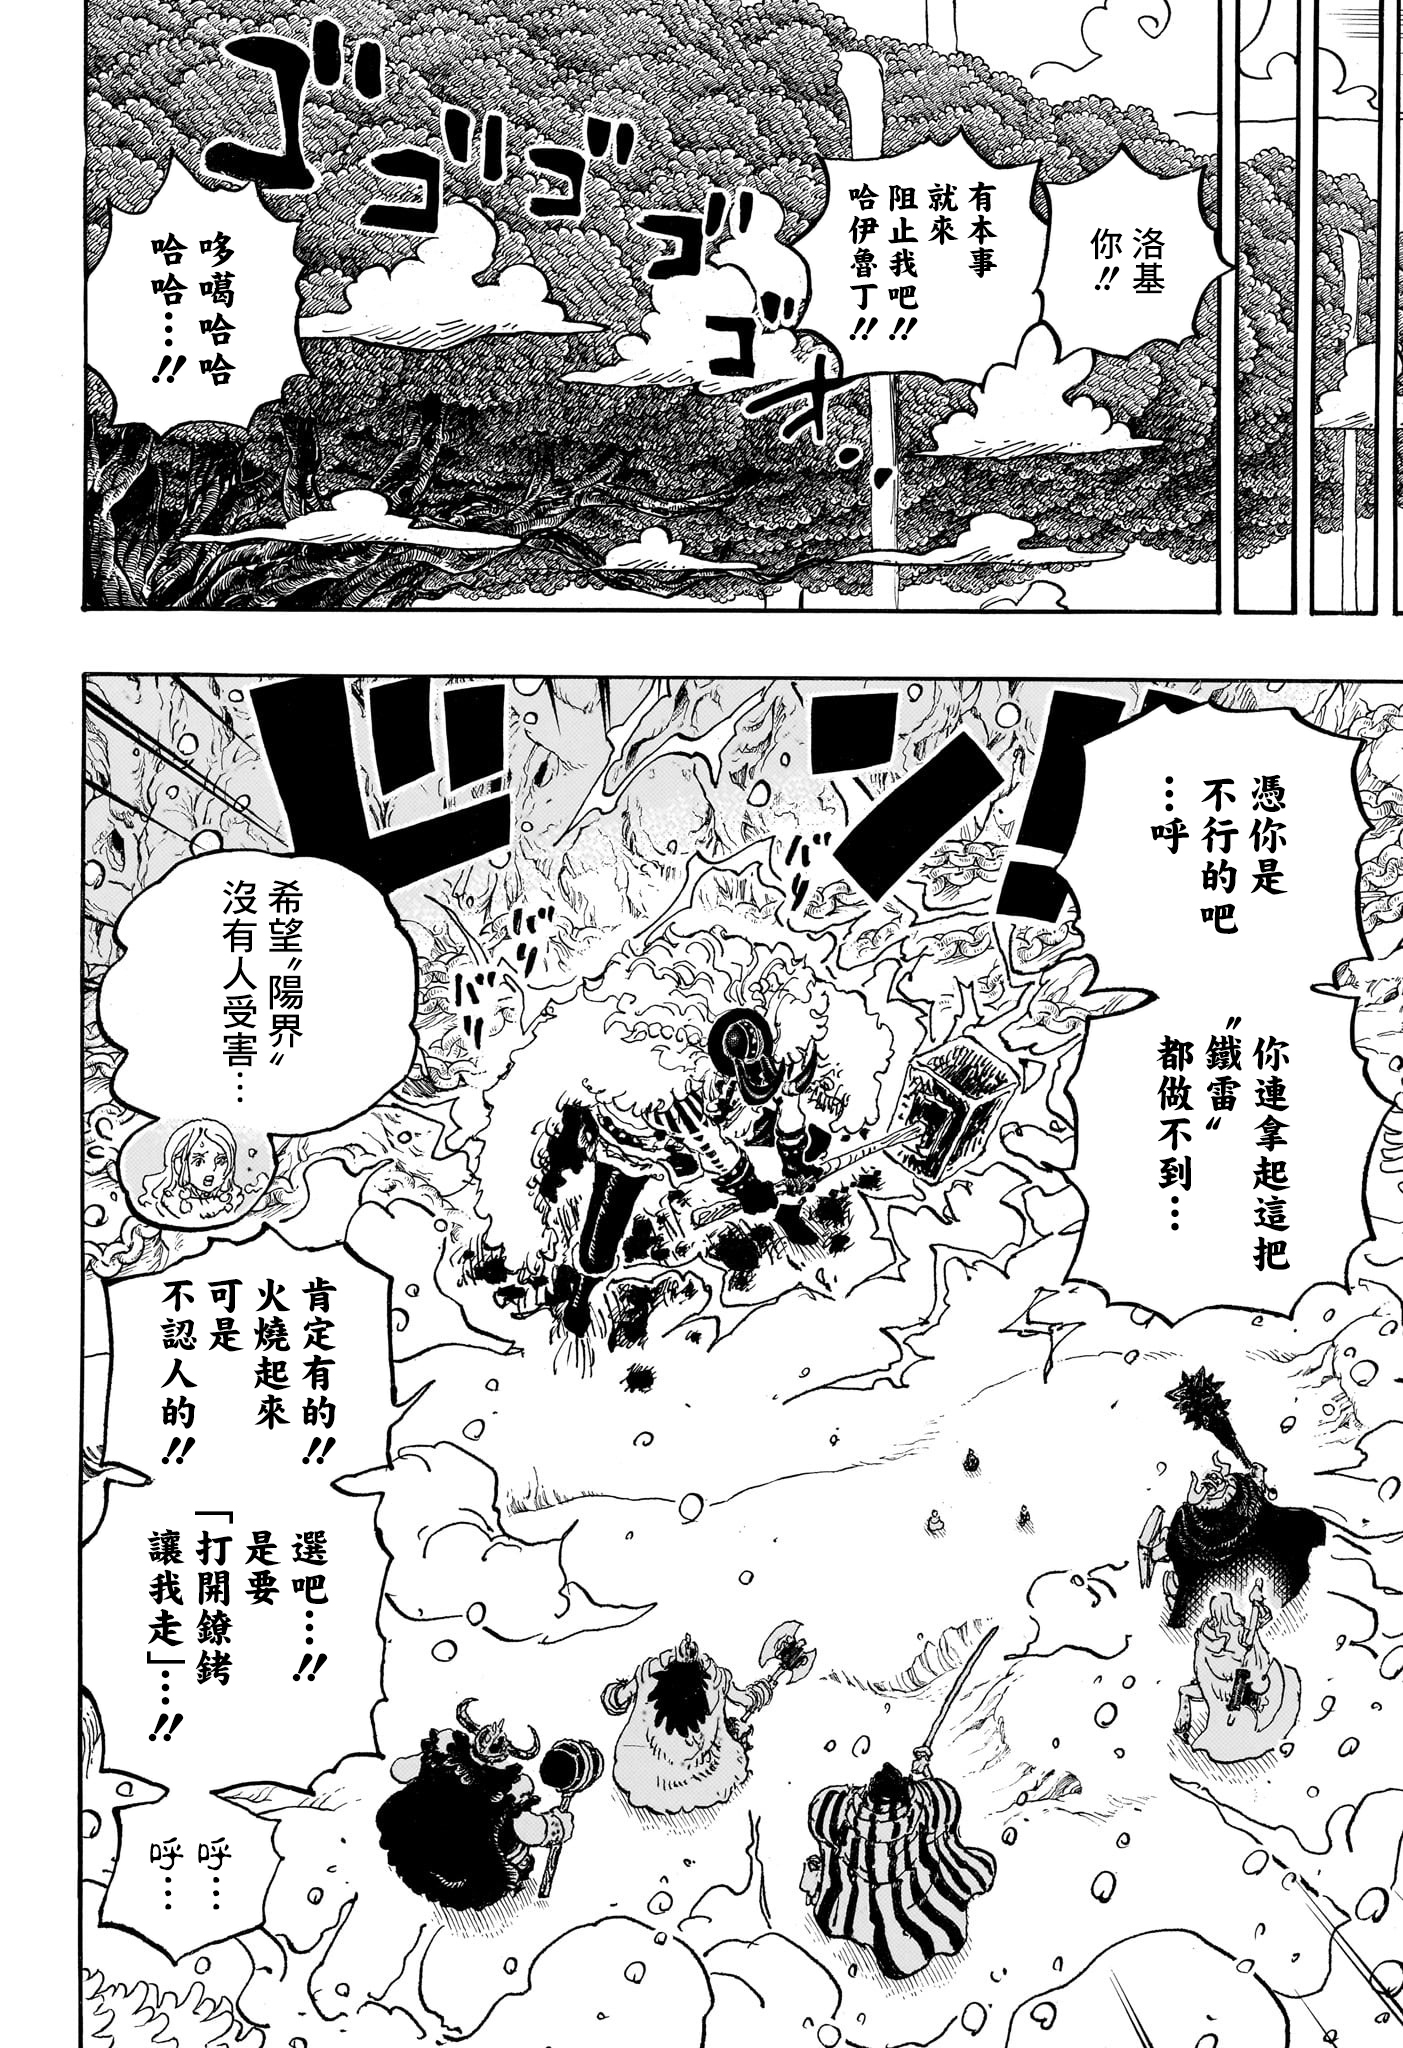 洛基
你!!
有本事
就來
阻止我吧!!
哈伊魯丁!!
ゴゴゴゴゴゴオ…
哆噶哈哈
哈哈…!!
憑你是
不行的吧
…呼
你連拿起這把
〝鐵雷〞
都做不到…
ドン!!
バリ
バリ
バリ
希望〝陽界〞
沒有人受害…
肯定有的!!
火燒起來
可是
不認人的!!
選吧…!!
是要
「打開鐐銬
讓我走」…!!
呼…
呼…